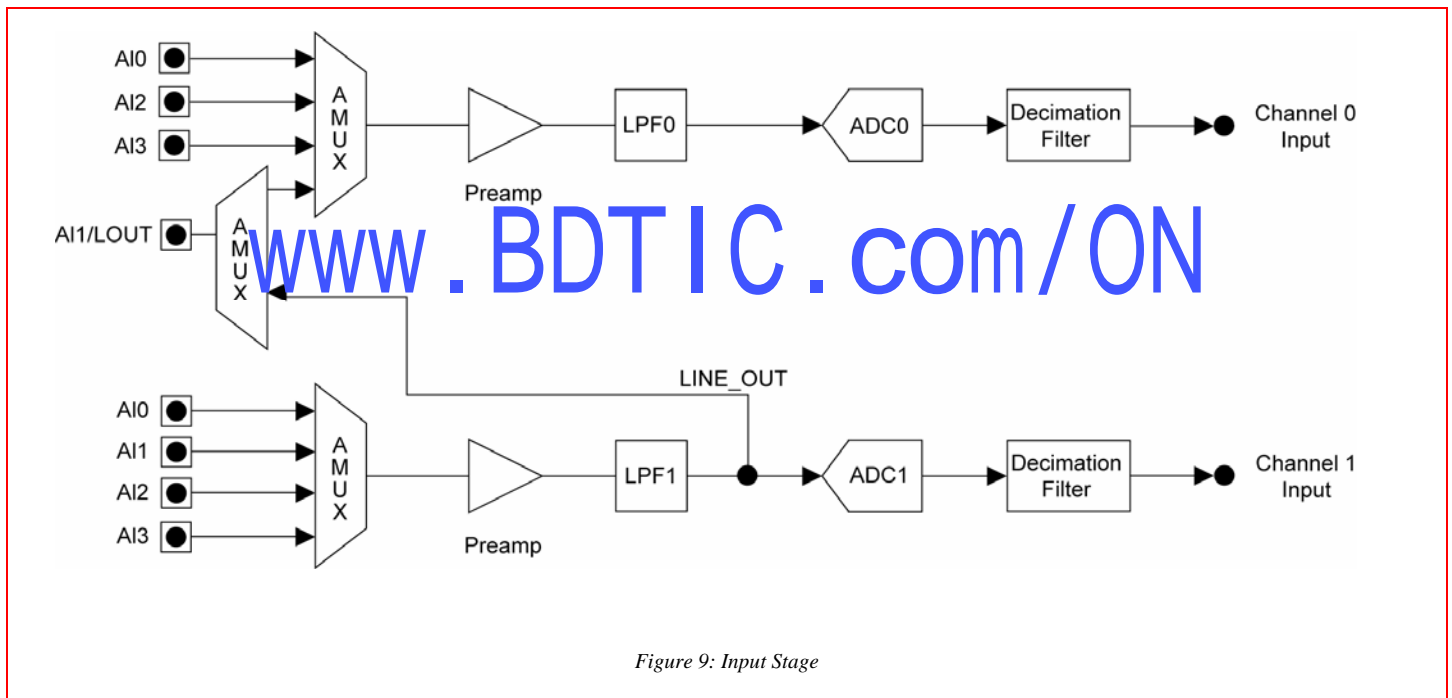 AI0
AI2
AI3
AI1/LOUT
AMUX
AMUX
Preamp
LPF0
ADC0
Decimation
Filter
Channel 0
Input
www.BDTIC.com/ON
LINE_OUT
AI0
AI1
AI2
AI3
AMUX
Preamp
LPF1
ADC1
Decimation
Filter
Channel 1
Input
Figure 9: Input Stage